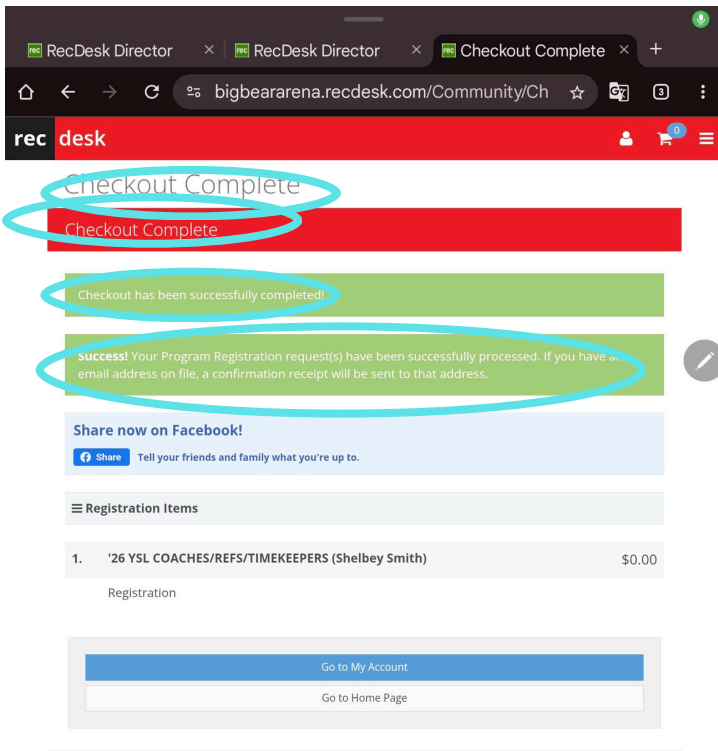 RecDesk Director
RecDesk Director
Checkout Complete
bigbeararena.recdesk.com/Community/Ch
3
rec desk
0
Checkout Complete
Checkout Complete
Checkout has been successfully completed!
Success! Your Program Registration request(s) have been successfully processed. If you have
email address on file, a confirmation receipt will be sent to that address.
Share now on Facebook!
Share Tell your friends and family what you're up to.
Registration Items
1. '26 YSL COACHES/REFS/TIMEKEEPERS (Shelbey Smith) $0.00
Registration
Go to My Account
Go to Home Page